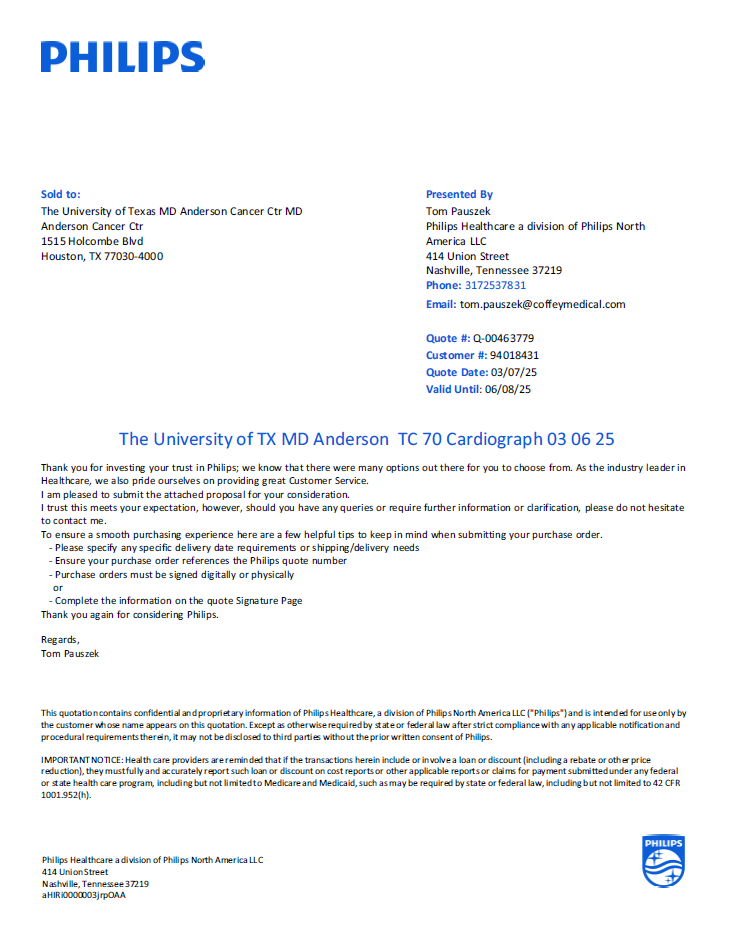 PHILIPS
Sold to:
The University of Texas MD Anderson Cancer Ctr MD
Anderson Cancer Ctr
1515 Holcombe Blvd
Houston, TX 77030-4000
Presented By
Tom Pauszek
Philips Healthcare a division of Philips North
America LLC
414 Union Street
Nashville, Tennessee 37219
Phone: 3172537831
Email: tom.pauszek@coffeymedical.com
Quote #: Q-00463779
Customer #: 94018431
Quote Date: 03/07/25
Valid Until: 06/08/25
The University of TX MD Anderson  TC 70 Cardiograph 03 06 25
Thank you for investing your trust in Philips; we know that there were many options out there for you to choose from. As the industry leader in
Healthcare, we also pride ourselves on providing great Customer Service.
I am pleased to submit the attached proposal for your consideration.
I trust this meets your expectation, however, should you have any queries or require further information or clarification, please do not hesitate
to contact me.
To ensure a smooth purchasing experience here are a few helpful tips to keep in mind when submitting your purchase order.
- Please specify any specific delivery date requirements or shipping/delivery needs
- Ensure your purchase order references the Philips quote number
- Purchase orders must be signed digitally or physically
or
- Complete the information on the quote Signature Page
Thank you again for considering Philips.
Regards,
Tom Pauszek
This quotation contains confidential and proprietary information of Philips Healthcare, a division of Philips North America LLC ("Philips") and is intended for use only by
the customer whose name appears on this quotation. Except as otherwise required by state or federal law after strict compliance with any applicable notification and
procedural requirements therein, it may not be disclosed to third parties without the prior written consent of Philips.
IMPORTANT NOTICE: Health care providers are reminded that if the transactions herein include or involve a loan or discount (including a rebate or other price
reduction), they must fully and accurately report such loan or discount on cost reports or other applicable reports or claims for payment submitted under any federal
or state health care program, including but not limited to Medicare and Medicaid, such as may be required by state or federal law, including but not limited to 42 CFR
1001.952(h).
Philips Healthcare a division of Philips North America LLC
414 Union Street
Nashville, Tennessee 37219
aHIRi0000003jrpOAA
PHILIPS